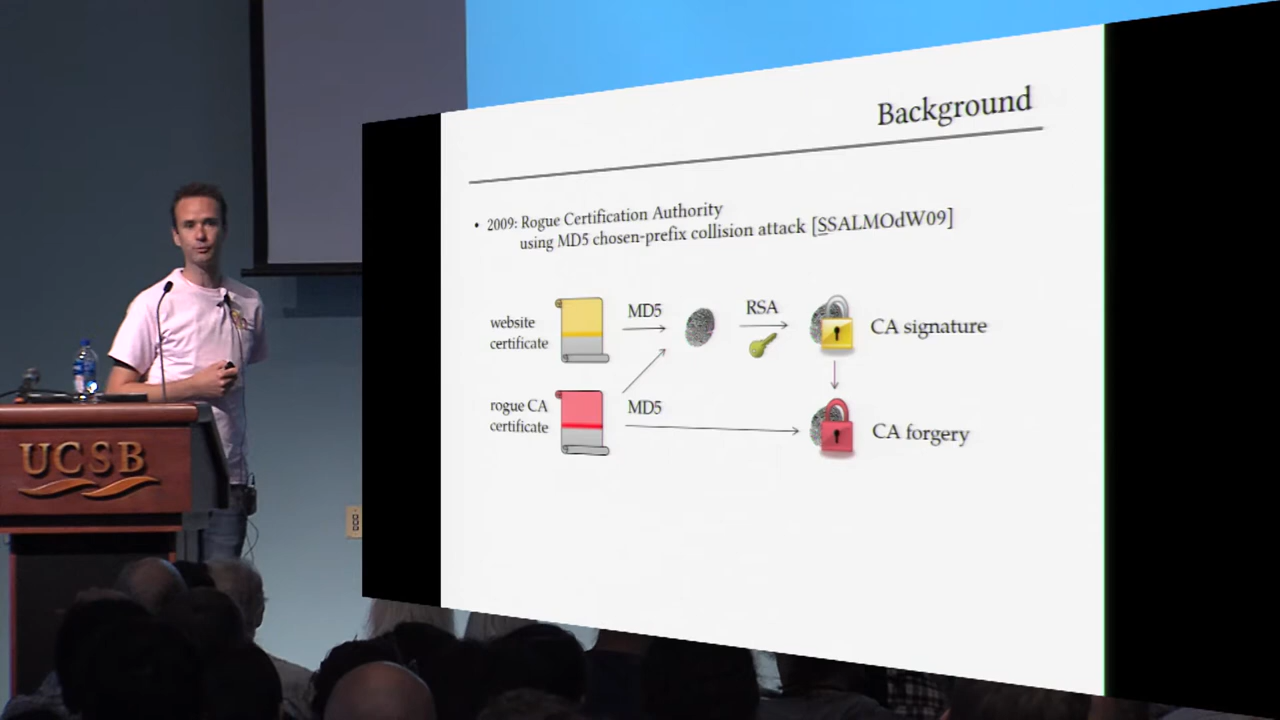 Background
• 2009: Rogue Certification Authority
using MD5 chosen-prefix collision attack [SSALMOdW09]
website
certificate
MD5
RSA
CA signature
rogue CA
certificate
MD5
CA forgery
UCSB